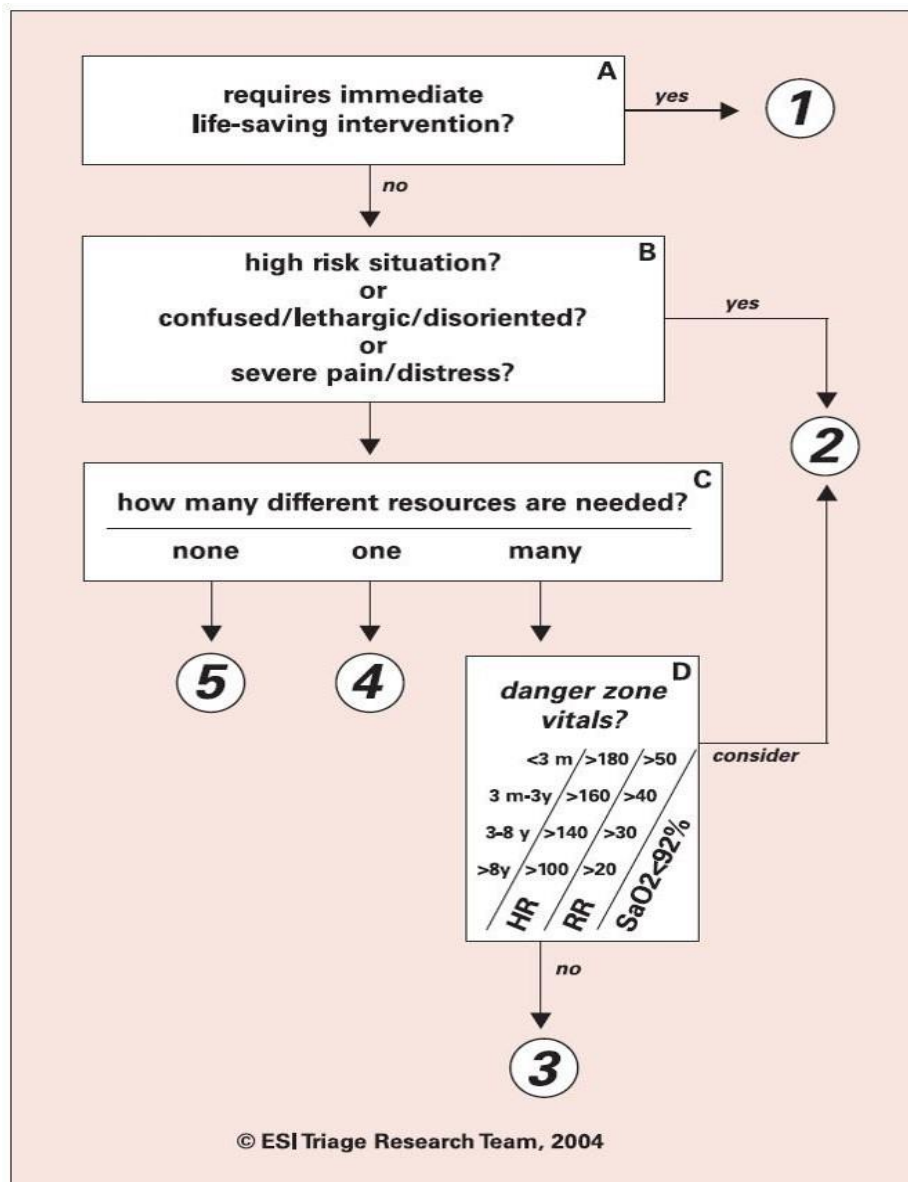 A
requires immediate
life-saving intervention?
yes
1
no
B
high risk situation?
or
confused/lethargic/disoriented?
or
severe pain/distress?
yes
2
C
how many different resources are needed?
none one many
5
4
D
danger zone
vitals?
consider
<3 m >180 >50
3 m-3y >160 >40
3-8 y >140 >30
>8y >100 >20
HR RR SaO2<92%
no
3
© ESI Triage Research Team, 2004